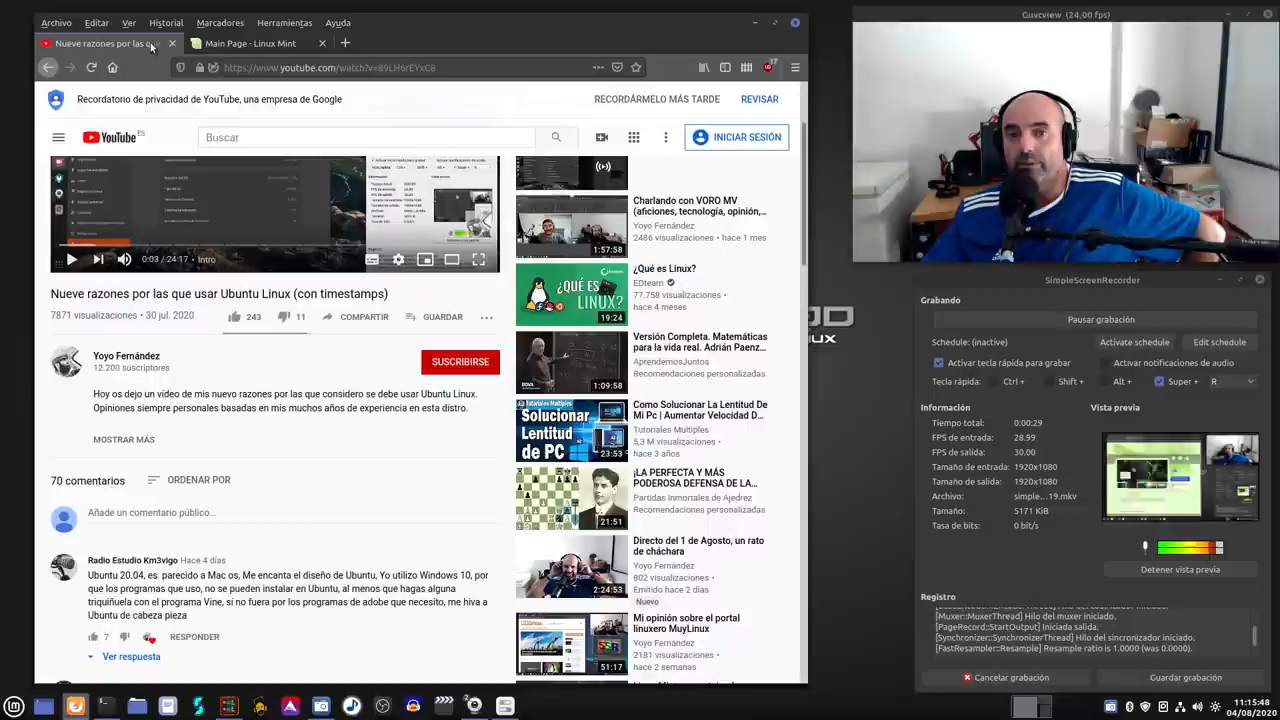 Archivo Editar Ver Historial Marcadores Herramientas Ayuda
Nueve razones por las
Main Page - Linux Mint
https://www.youtube.com/watch?v=89LH6rEYxC8
37
Recordatorio de privacidad de YouTube, una empresa de Google
RECORDÁRMELO MÁS TARDE
REVISAR
YouTube ES
Buscar
INICIAR SESIÓN
0:03 / 24:17 · Intro
Nueve razones por las que usar Ubuntu Linux (con timestamps)
7871 visualizaciones • 30 jul. 2020
243
11
COMPARTIR
GUARDAR
Yoyo Fernández
12.200 suscriptores
SUSCRIBIRSE
Hoy os dejo un vídeo de mis nuevo razones por las que considero se debe usar Ubuntu Linux.
Opiniones siempre personales basadas en mis muchos años de experiencia en esta distro.
MOSTRAR MÁS
70 comentarios
ORDENAR POR
Añade un comentario público...
Radio Estudio Km3vigo Hace 4 días
Ubuntu 20.04, es parecido a Mac os, Me encanta el diseño de Ubuntu, Yo utilizo Windows 10, por
que los programas que uso, no se pueden instalar en Ubuntu, al menos que hagas alguna
triquiñuela con el programa Vine, si no fuera por los programas de adobe que necesito, me hiva a
Ubuntu de cabeza pieza
7
RESPONDER
Ver respuesta
Charlando con VORO MV
(aficiones, tecnología, opinión,...
Yoyo Fernández
2486 visualizaciones • hace 1 mes
1:57:58
¿Qué es Linux?
EDteam
77.758 visualizaciones •
hace 4 meses
¿QUÉ ES
LINUX?
19:24
Versión Completa. Matemáticas
para la vida real. Adrián Paenz...
AprendemosJuntos
Recomendaciones personalizadas
BBVA
1:09:58
Como Solucionar La Lentitud De
Mi Pc | Aumentar Velocidad D...
Tutoriales Multiples
5,3 M visualizaciones •
hace 3 años
Tutoriales Multiples
Solucionar
Lentitud
de PC
23:53
¡LA PERFECTA Y MÁS
PODEROSA DEFENSA DE LA...
Partidas Inmortales de Ajedrez
Recomendaciones personalizadas
21:51
Directo del 1 de Agosto, un rato
de cháchara
Yoyo Fernández
802 visualizaciones •
Emitido hace 2 días
Nuevo
2:24:53
Mi opinión sobre el portal
linuxero MuyLinux
Yoyo Fernández
2181 visualizaciones •
hace 2 semanas
51:17
Guvcview (24,00 fps)
SimpleScreenRecorder
Grabando
Pausar grabación
Schedule: (inactive)
Activate schedule
Edit schedule
Activar tecla rápida para grabar
Activar notificaciones de audio
Tecla rápida:
Ctrl +
Shift +
Alt +
Super +
R
Información
Vista previa
Tiempo total: 0:00:29
FPS de entrada: 28.99
FPS de salida: 30.00
Tamaño de entrada: 1920x1080
Tamaño de salida: 1920x1080
Archivo: simple....19.mkv
Tamaño: 5171 KiB
Tasa de bits: 0 bit/s
Detener vista previa
Registro
[Muxer::MuxerThread] Hilo del muxer iniciado.
[PageRecord::StartOutput] Iniciada salida.
[Synchronizer::SynchronizerThread] Hilo del sincronizador iniciado.
[FastResampler::Resample] Resample ratio is 1.0000 (was 0.0000).
Cancelar grabación
Guardar grabación
11:15:48
04/08/2020